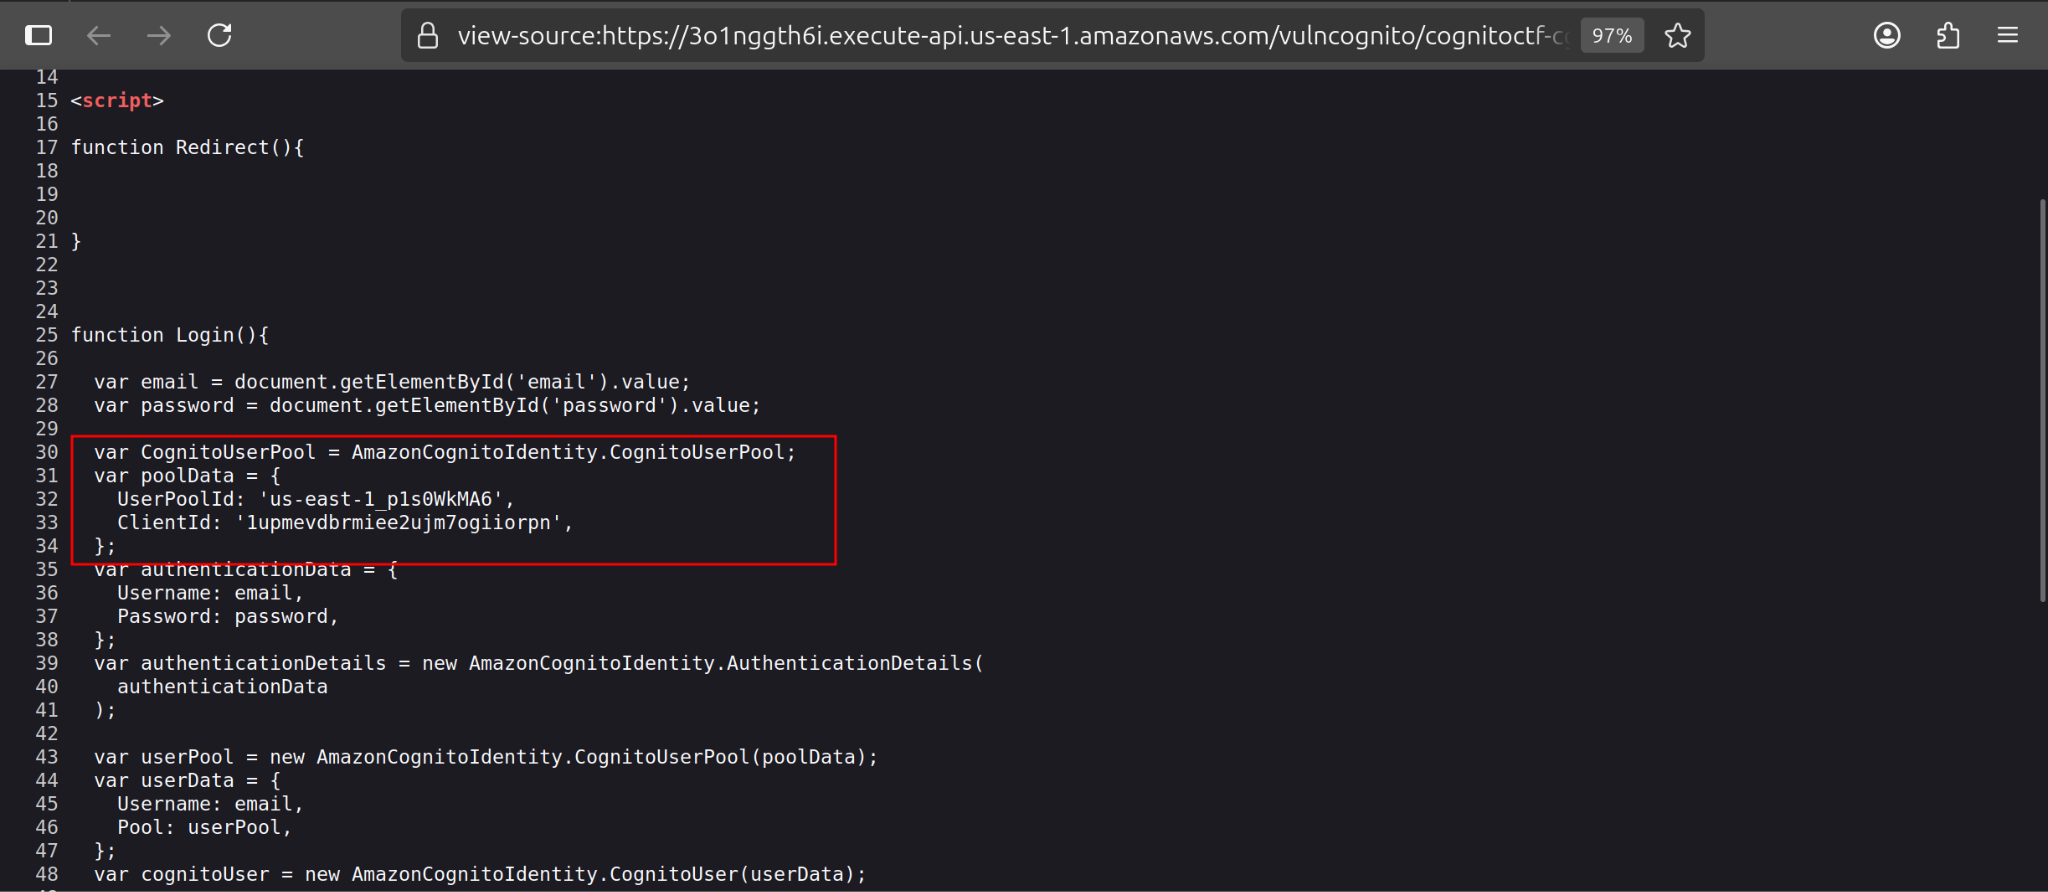 view-source:https://3o1nggth6i.execute-api.us-east-1.amazonaws.com/vulncognito/cognitoctf-c 97%
14
15 <script>
16
17 function Redirect(){
18
19
20
21 }
22
23
24
25 function Login(){
26
27   var email = document.getElementById('email').value;
28   var password = document.getElementById('password').value;
29
30   var CognitoUserPool = AmazonCognitoIdentity.CognitoUserPool;
31   var poolData = {
32     UserPoolId: 'us-east-1_p1s0WkMA6',
33     ClientId: '1upmevdbrmiee2ujm7ogiiorpn',
34   };
35   var authenticationData = {
36     Username: email,
37     Password: password,
38   };
39   var authenticationDetails = new AmazonCognitoIdentity.AuthenticationDetails(
40     authenticationData
41   );
42
43   var userPool = new AmazonCognitoIdentity.CognitoUserPool(poolData);
44   var userData = {
45     Username: email,
46     Pool: userPool,
47   };
48   var cognitoUser = new AmazonCognitoIdentity.CognitoUser(userData);